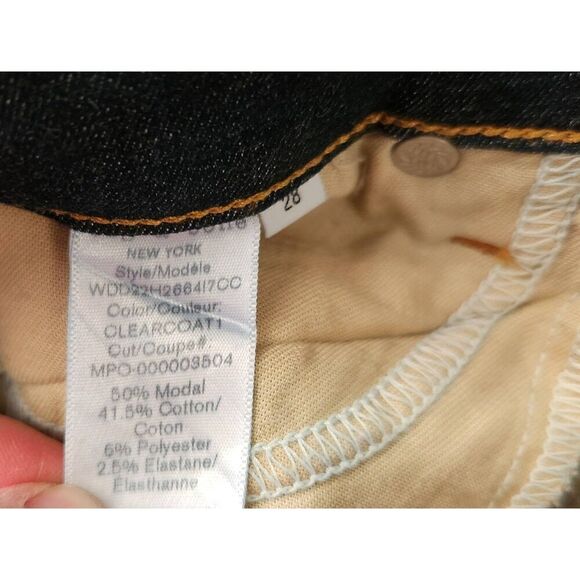 28
NEW YORK
Style/Modèle
WDD22H2664I7CC
Color/Couleur:
CLEARCOAT1
Cut/Coupe#:
MPO-000003504
50% Modal
41.5% Cotton/
Coton
6% Polyester
2.5% Elastane/
Élasthanne